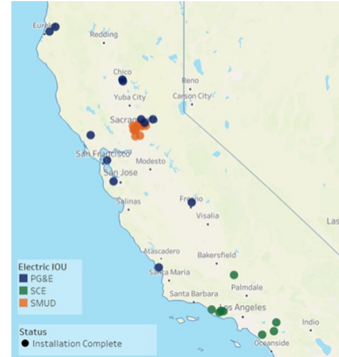 Eureka
Redding
Chico
Reno
Yuba City
Carson City
San Francisco
Modesto
San Jose
Salinas
Fresno
Visalia
Las
Atascadero
Bakersfield
Santa Maria
Santa Barbara
Palmdale
Los Angeles
Indio
Oceanside
Electric IOU
PG&E
SCE
SMUD
Status
Installation Complete